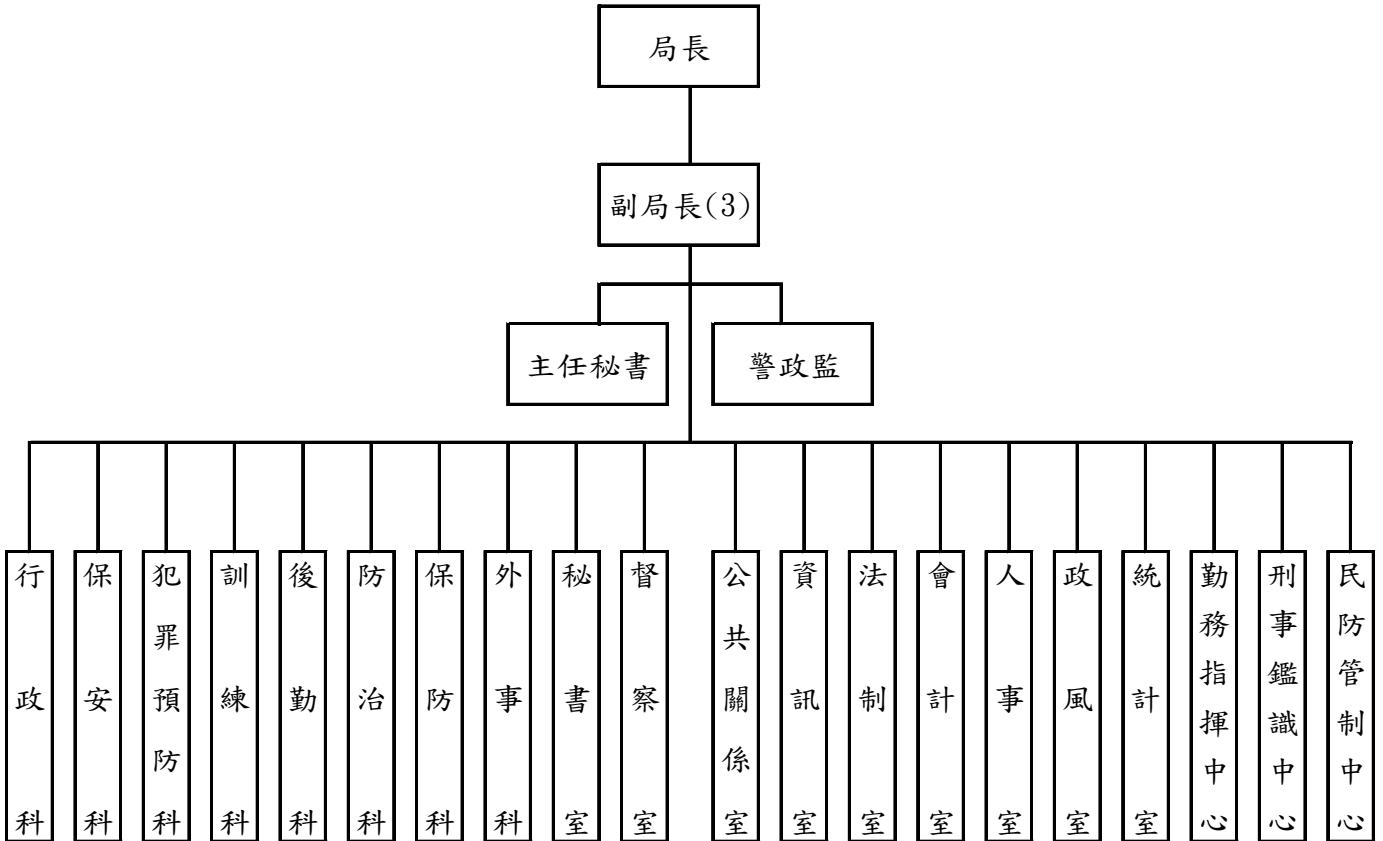 局長
副局長(3)
主任秘書
警政監
行政科
保安科
犯罪預防科
訓練科
後勤科
防治科
保防科
外事科
秘書室
督察室
公共關係室
資訊室
法制室
會計室
人事室
政風室
統計室
勤務指揮中心
刑事鑑識中心
民防管制中心